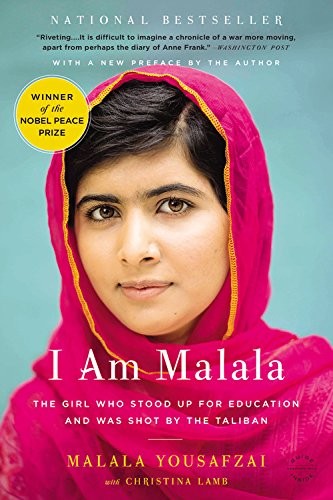 NATIONAL BESTSELLER
"Riveting....It is difficult to imagine a chronicle of a war more moving,
apart from perhaps the diary of Anne Frank." —WASHINGTON POST
WITH A NEW PREFACE BY THE AUTHOR
WINNER
of the
NOBEL PEACE
PRIZE
I Am Malala
THE GIRL WHO STOOD UP FOR EDUCATION
AND WAS SHOT BY THE TALIBAN
MALALA YOUSAFZAI
with CHRISTINA LAMB